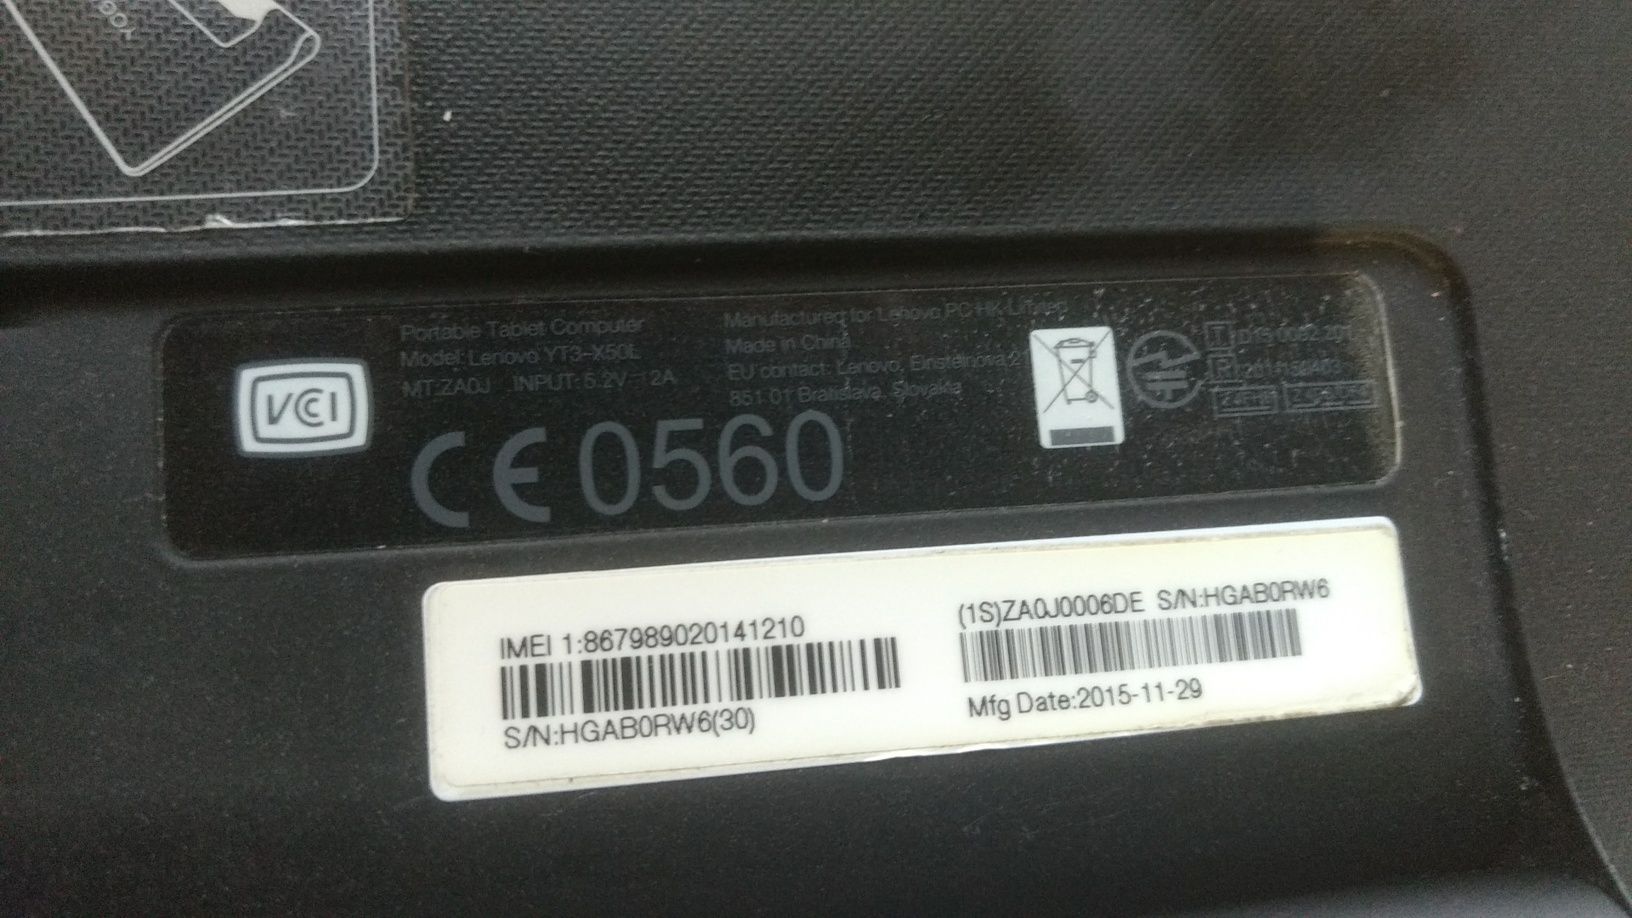 VCCI
Portable Tablet Computer
Model: Lenovo YT3-X50L
MT:ZA0J INPUT: 5.2V 2A
Manufactured for Lenovo PC HK Limited
Made in China
EU contact: Lenovo, Einsteinova 21
851 01 Bratislava, Slovakia
CE 0560
T
R
IMEI 1:867989020141210
S/N:HGAB0RW6(30)
(1S)ZA0J0006DE S/N:HGAB0RW6
Mfg Date:2015-11-29